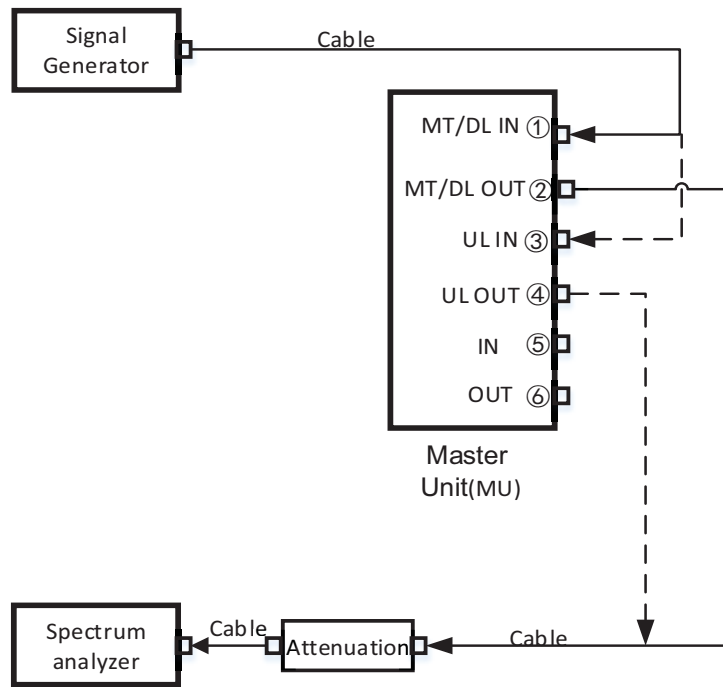 Signal
Generator
Cable
MT/DL IN ①
MT/DL OUT ②
UL IN ③
UL OUT ④
IN ⑤
OUT ⑥
Master
Unit(MU)
Spectrum
analyzer
Cable
Attenuation
Cable